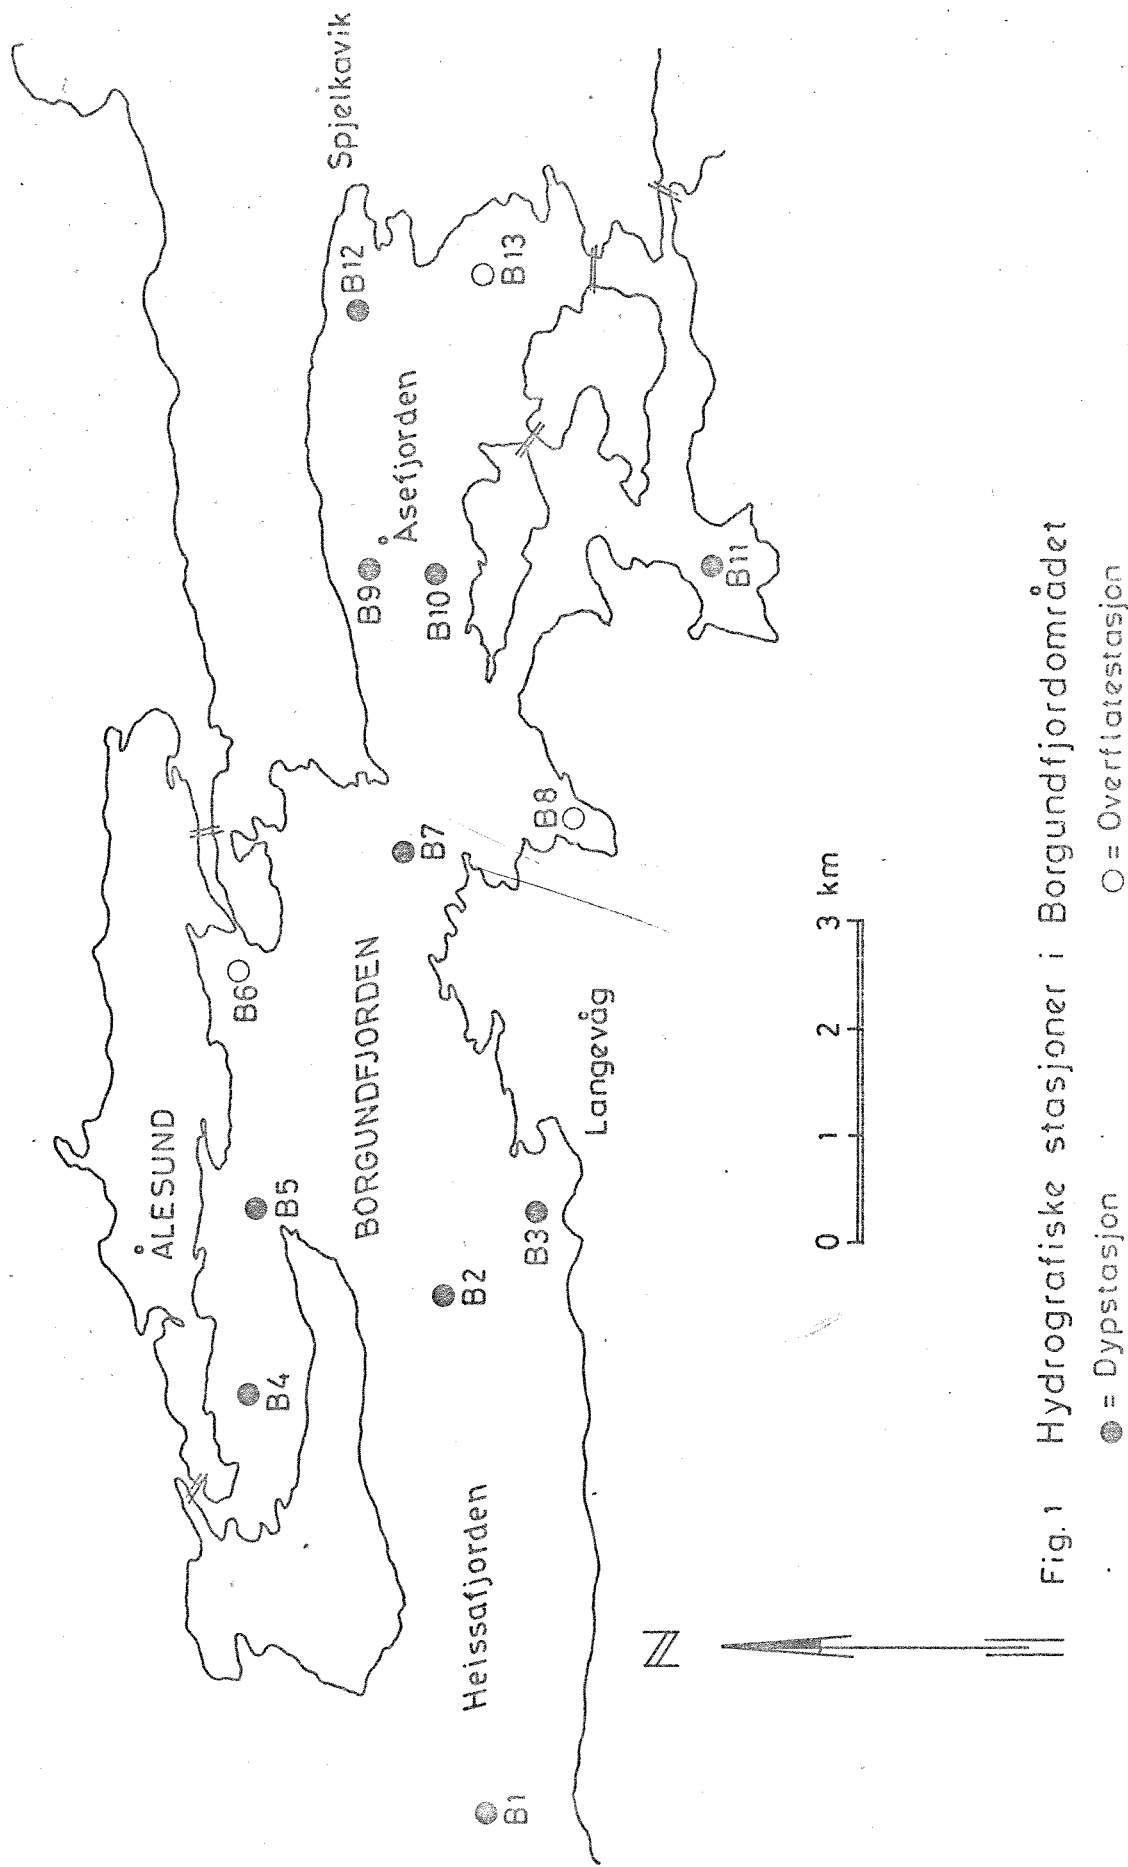 Spjelkavik
ÅLESUND
B12
B13
Åsefjorden
B9
B10
B11
B8
B7
B6
BORGUNDFJORDEN
Langevåg
B5
B4
B3
B2
Heissafjorden
B1
N
0 1 2 3 km
Fig. 1 Hydrografiske stasjoner i Borgundfjordområdet
= Dypstasjon
= Overflatestasjon